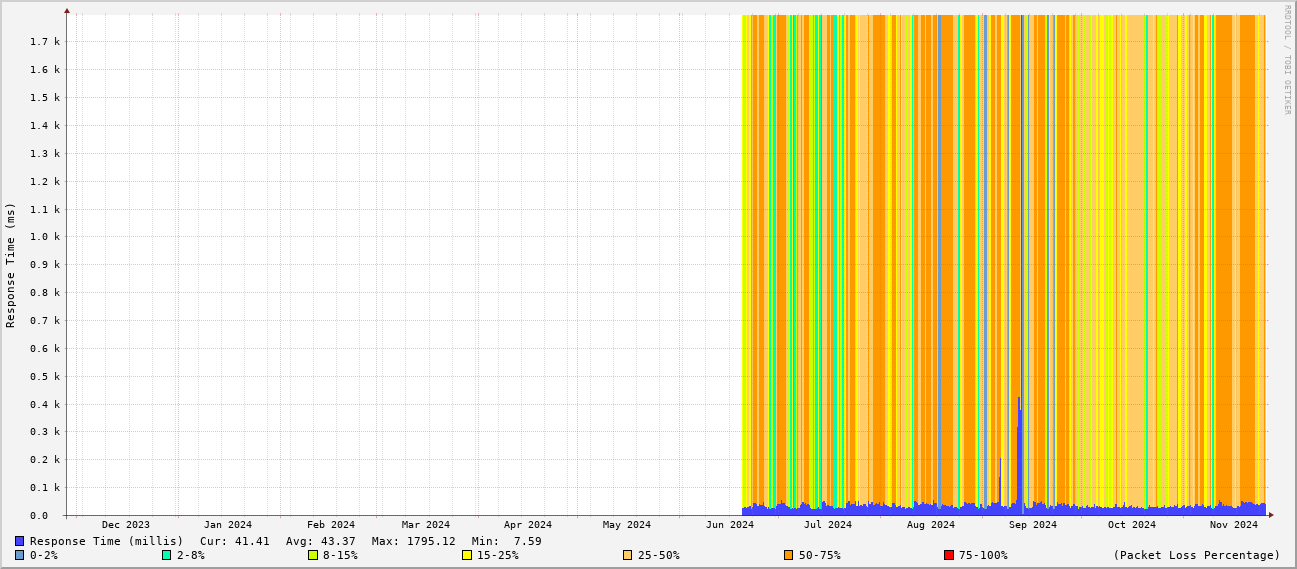 RRDTOOL / TOBI OETIKER
Response Time (ms)
1.7 k
1.6 k
1.5 k
1.4 k
1.3 k
1.2 k
1.1 k
1.0 k
0.9 k
0.8 k
0.7 k
0.6 k
0.5 k
0.4 k
0.3 k
0.2 k
0.1 k
0.0
Dec 2023 Jan 2024 Feb 2024 Mar 2024 Apr 2024 May 2024 Jun 2024 Jul 2024 Aug 2024 Sep 2024 Oct 2024 Nov 2024
Response Time (millis) Cur: 41.41 Avg: 43.37 Max: 1795.12 Min: 7.59
0-2% 2-8% 8-15% 15-25% 25-50% 50-75% 75-100% (Packet Loss Percentage)